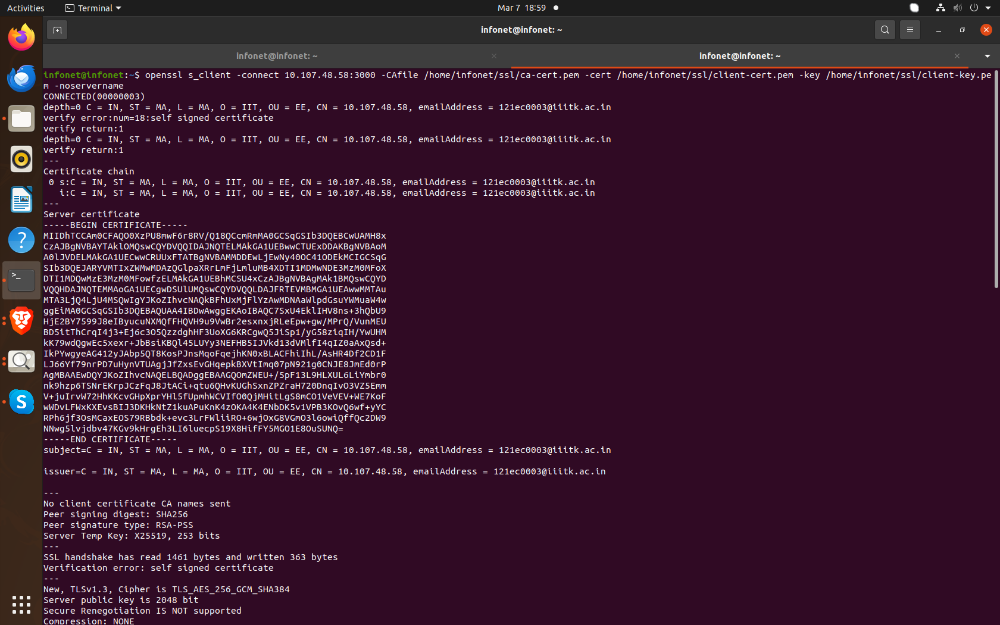 Activities
Terminal
Mar 7 18:59
infonet@infonet: ~
infonet@infonet: ~
infonet@infonet: ~
infonet@infonet:~$ openssl s_client -connect 10.107.48.58:3000 -CAfile /home/infonet/ssl/ca-cert.pem -cert /home/infonet/ssl/client-cert.pem -key /home/infonet/ssl/client-key.pe
m -noservername
CONNECTED(00000003)
depth=0 C = IN, ST = MA, L = MA, O = IIT, OU = EE, CN = 10.107.48.58, emailAddress = 121ec0003@iiitk.ac.in
verify error:num=18:self signed certificate
verify return:1
depth=0 C = IN, ST = MA, L = MA, O = IIT, OU = EE, CN = 10.107.48.58, emailAddress = 121ec0003@iiitk.ac.in
verify return:1
---
Certificate chain
 0 s:C = IN, ST = MA, L = MA, O = IIT, OU = EE, CN = 10.107.48.58, emailAddress = 121ec0003@iiitk.ac.in
   i:C = IN, ST = MA, L = MA, O = IIT, OU = EE, CN = 10.107.48.58, emailAddress = 121ec0003@iiitk.ac.in
---
Server certificate
-----BEGIN CERTIFICATE-----
MIIDhTCCAm0CFAQO0XzPU8mwF6r8RV/Q18QCcmRmMA0GCSqGSIb3DQEBCwUAMH8x
CzAJBgNVBAYTAklOMQswCQYDVQQIDAJNQTELMAkGA1UEBwwCTUExDDAKBgNVBAoM
A0lJVDELMAkGA1UECwwCRUUxFTATBgNVBAMMDDEwLjEwNy40OC41ODEkMCIGCSqG
SIb3DQEJARYVMTIxZWMwMDAzQGlpaXRrLmFjLmluMB4XDTI1MDMwNDE3MzM0MFoX
DTI1MDQwMzE3MzM0MFowfzELMAkGA1UEBhMCSU4xCzAJBgNVBAgMAk1BMQswCQYD
VQQHDAJNQTEMMAoGA1UECgwDSUlUMQswCQYDVQQLDAJFRTEVMBMGA1UEAwwMMTAu
MTA3LjQ4LjU4MSQwIgYJKoZIhvcNAQkBFhUxMjFlYzAwMDNAaWlpdGsuYWMuaW4w
ggEiMA0GCSqGSIb3DQEBAQUAA4IBDwAwggEKAoIBAQC7SxU4EklIHV8ns+3hQbU9
HjE2BY7599J8eIByucuNXMQfFHQVH9u9VwBr2esxnxjRLeEpw+gw/MPrQ/VunMEU
BD5itThCrqI4j3+Ej6c3O5QzzdghHF3UoXG6KRCgwQ5JiSp1/yG58ziqIH/YwUHM
kK79wdQgwEc5xexr+JbBsiKBQl45LUYy3NEFHB5IJVkd13dVMlfI4qIZ0aAxQsd+
IkPYwgyeAG412yJAbp5QT8KosPJnsMqoFqejhKN0xBLACFhiIhL/AsHR4Df2CD1F
LJ66Yf79nrPD7uHynVTUAgjJfZxsEvGHqepkBXVtImq07pN921g0CNJE8JmEd0rP
AgMBAAEwDQYJKoZIhvcNAQELBQADggEBAAGQOmZWEU+/5pF13L9HLXUL6LiYmbr0
nk9hzp6TSNrEKrpJCzFqJ8JtACi+qtu6QHvKUGhSxnZPZraH720DnqIvO3VZ5Emm
V+juIrvW72HhKKcvGHpXprYHl5fUpmhWCVIfO0QjMHitLgS8mCO1VeVEV+WE7KoF
wWDvLFWxKXEvsBIJ3DKHkNtZ1kuAPuKnK4zOKA4K4ENbDK5v1VPB3KOvQ6wf+yYC
RPh6jf3OsMCaxEOS79RBbdk+evc3LrFWliiRO+6wjOxG8VGmO3l6owiQffQc2DW9
NNwg5lvjdbv47KGv9kHrgEh3LI6luecpS19X8HifFY5MGO1E8OuSUNQ=
-----END CERTIFICATE-----
subject=C = IN, ST = MA, L = MA, O = IIT, OU = EE, CN = 10.107.48.58, emailAddress = 121ec0003@iiitk.ac.in
issuer=C = IN, ST = MA, L = MA, O = IIT, OU = EE, CN = 10.107.48.58, emailAddress = 121ec0003@iiitk.ac.in
---
No client certificate CA names sent
Peer signing digest: SHA256
Peer signature type: RSA-PSS
Server Temp Key: X25519, 253 bits
---
SSL handshake has read 1461 bytes and written 363 bytes
Verification error: self signed certificate
---
New, TLSv1.3, Cipher is TLS_AES_256_GCM_SHA384
Server public key is 2048 bit
Secure Renegotiation IS NOT supported
Compression: NONE